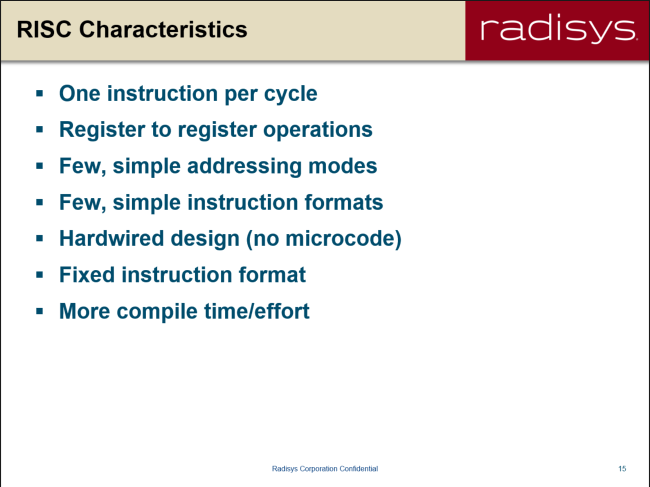 RISC Characteristics
radisys.
▪ One instruction per cycle
▪ Register to register operations
▪ Few, simple addressing modes
▪ Few, simple instruction formats
▪ Hardwired design (no microcode)
▪ Fixed instruction format
▪ More compile time/effort
Radisys Corporation Confidential
15